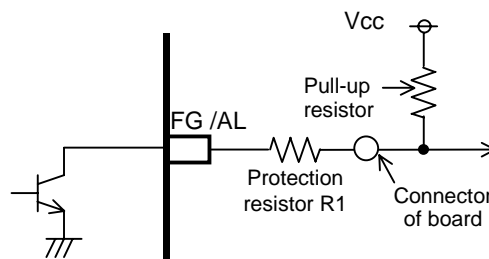 Vcc
Pull-up
resistor
FG /AL
Protection
resistor R1
Connector
of board